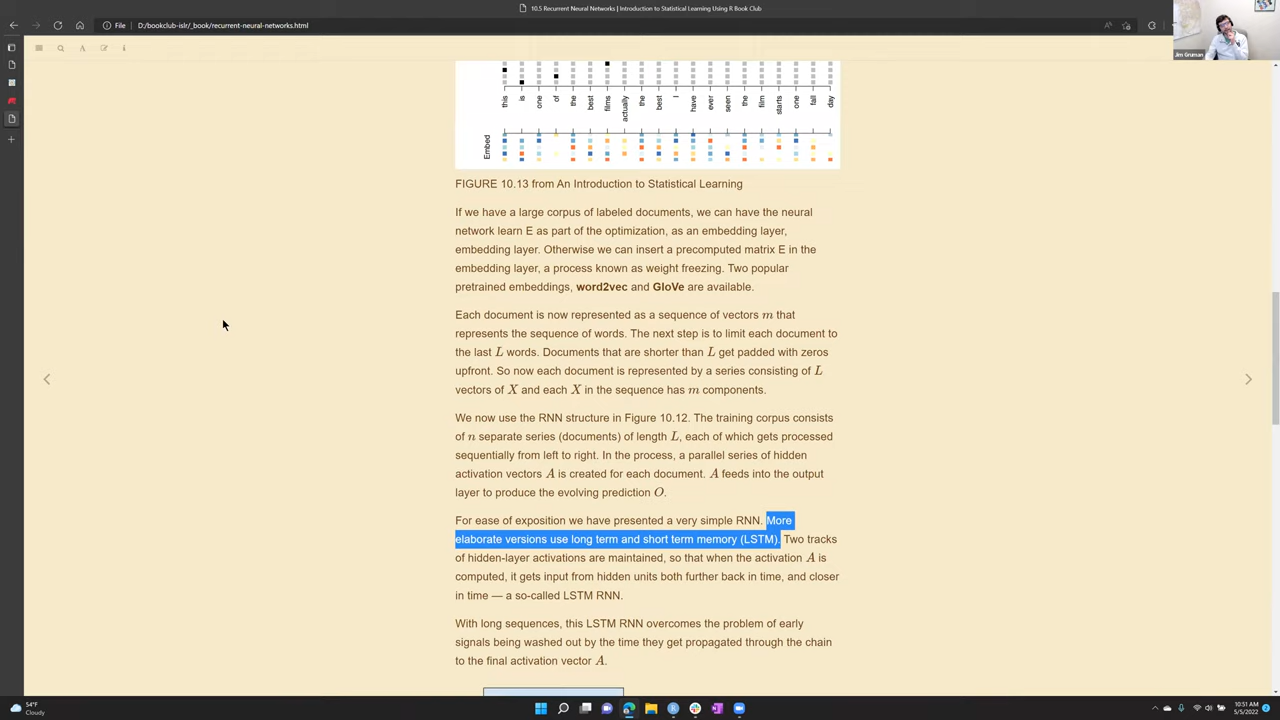 10.5 Recurrent Neural Networks | Introduction to Statistical Learning Using R Book Club
File D:/bookclub-islr/_book/recurrent-neural-networks.html
Jim Gruman
this is one of the best films actually the best I have ever seen the film starts one fall day
Embed
FIGURE 10.13 from An Introduction to Statistical Learning
If we have a large corpus of labeled documents, we can have the neural
network learn E as part of the optimization, as an embedding layer,
embedding layer. Otherwise we can insert a precomputed matrix E in the
embedding layer, a process known as weight freezing. Two popular
pretrained embeddings, word2vec and GloVe are available.
Each document is now represented as a sequence of vectors m that
represents the sequence of words. The next step is to limit each document to
the last L words. Documents that are shorter than L get padded with zeros
upfront. So now each document is represented by a series consisting of L
vectors of X and each X in the sequence has m components.
We now use the RNN structure in Figure 10.12. The training corpus consists
of n separate series (documents) of length L, each of which gets processed
sequentially from left to right. In the process, a parallel series of hidden
activation vectors A is created for each document. A feeds into the output
layer to produce the evolving prediction O.
For ease of exposition we have presented a very simple RNN. More
elaborate versions use long term and short term memory (LSTM). Two tracks
of hidden-layer activations are maintained, so that when the activation A is
computed, it gets input from hidden units both further back in time, and closer
in time — a so-called LSTM RNN.
With long sequences, this LSTM RNN overcomes the problem of early
signals being washed out by the time they get propagated through the chain
to the final activation vector A.
54°F
Cloudy
10:51 AM
5/5/2022